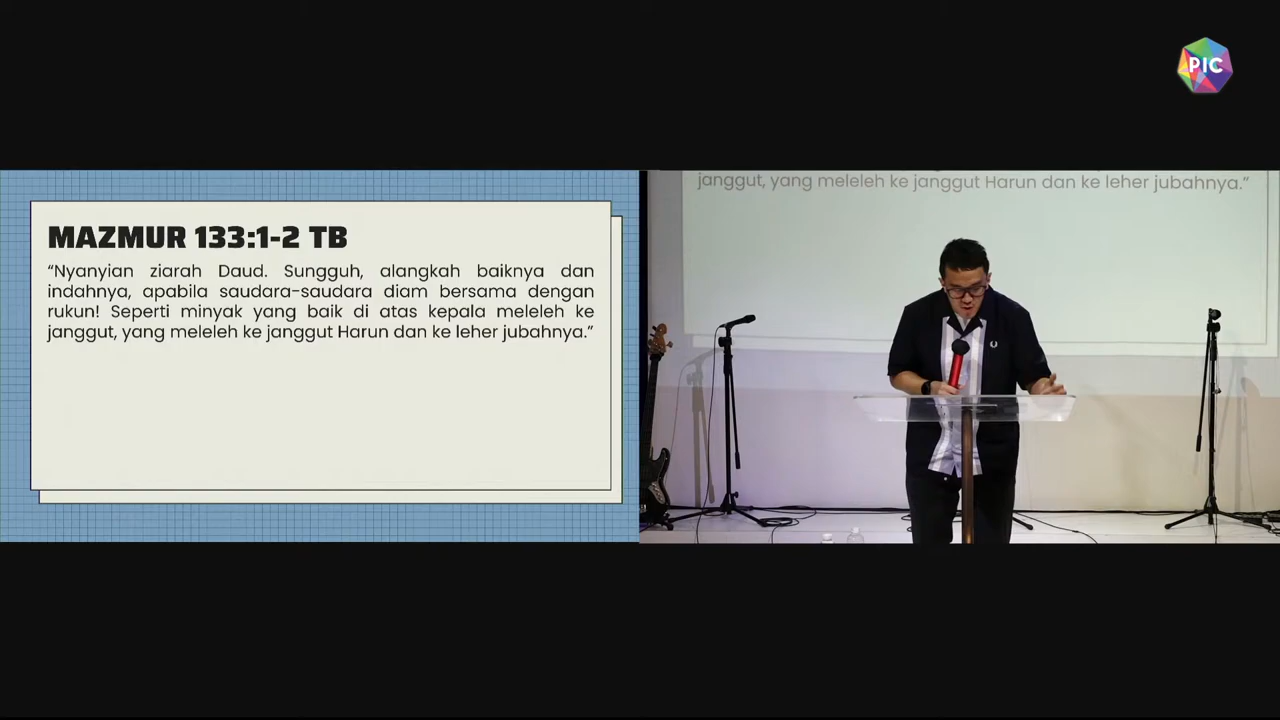 PIC
MAZMUR 133:1-2 TB
“Nyanyian ziarah Daud. Sungguh, alangkah baiknya dan
indahnya, apabila saudara-saudara diam bersama dengan
rukun! Seperti minyak yang baik di atas kepala meleleh ke
janggut, yang meleleh ke janggut Harun dan ke leher jubahnya.”
janggut, yang meleleh ke janggut Harun dan ke leher jubahnya.”